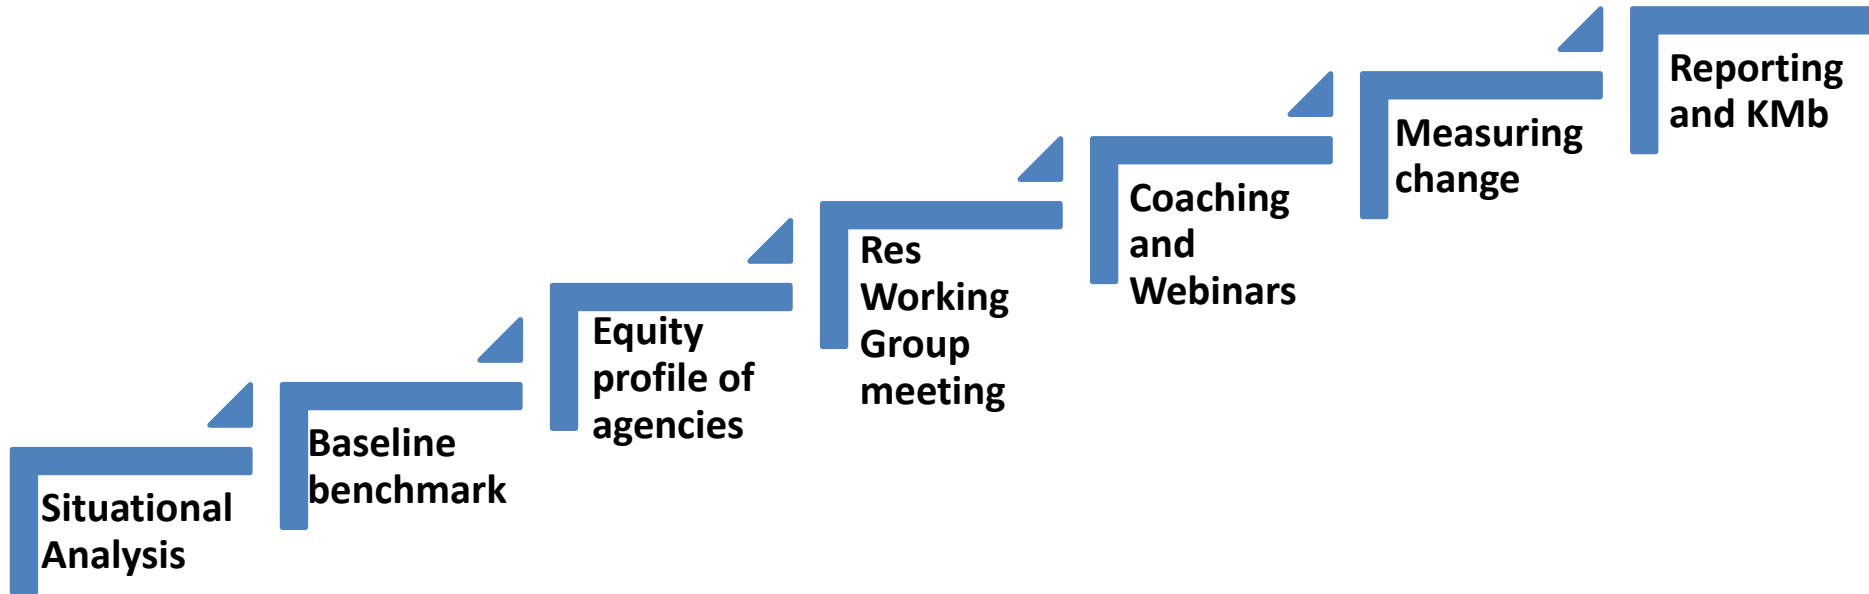 Situational
Analysis
Baseline
benchmark
Equity
profile of
agencies
Res
Working
Group
meeting
Coaching
and
Webinars
Measuring
change
Reporting
and KMb